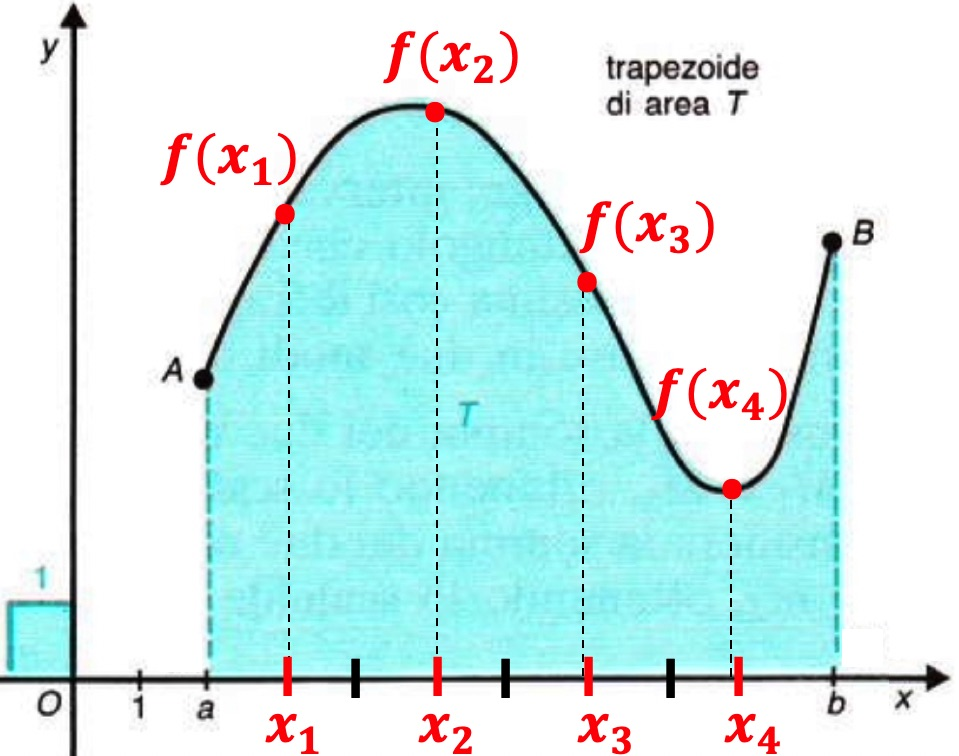 y
f(x₂)
trapezoide
di area T
f(x₁)
f(x₃)
B
A
f(x₄)
T
1
O
1
a
b
x
x₁
x₂
x₃
x₄